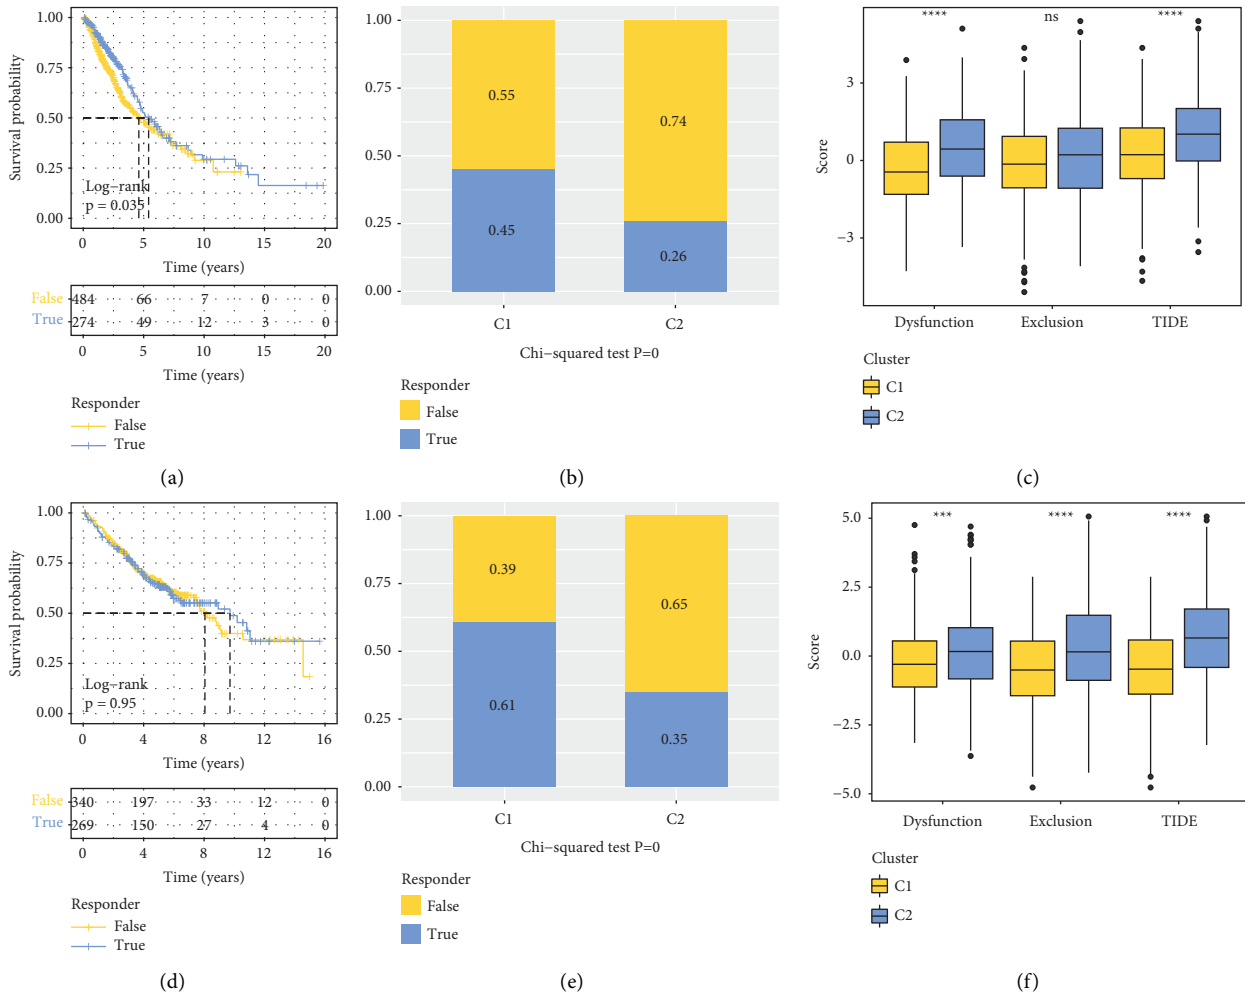 1.00
0.75
0.50
0.25
0.00
Survival probability
Log−rank
p = 0.035
0 5 10 15 20
Time (years)
False 484 66 7 0 0
True 274 49 12 3 0
0 5 10 15 20
Time (years)
Responder
False
True
(a)
1.00
0.75
0.50
0.25
0.00
0.55
0.45
0.74
0.26
C1 C2
Chi−squared test P=0
Responder
False
True
(b)
Score
3
0
−3
**** ns ****
Dysfunction Exclusion TIDE
Cluster
C1
C2
(c)
1.00
0.75
0.50
0.25
0.00
Survival probability
Log−rank
p = 0.95
0 4 8 12 16
Time (years)
False 340 197 33 12 0
True 269 150 27 4 0
0 4 8 12 16
Time (years)
Responder
False
True
(d)
1.00
0.75
0.50
0.25
0.00
0.39
0.61
0.65
0.35
C1 C2
Chi−squared test P=0
Responder
False
True
(e)
Score
5.0
2.5
0.0
−2.5
−5.0
*** **** ****
Dysfunction Exclusion TIDE
Cluster
C1
C2
(f)